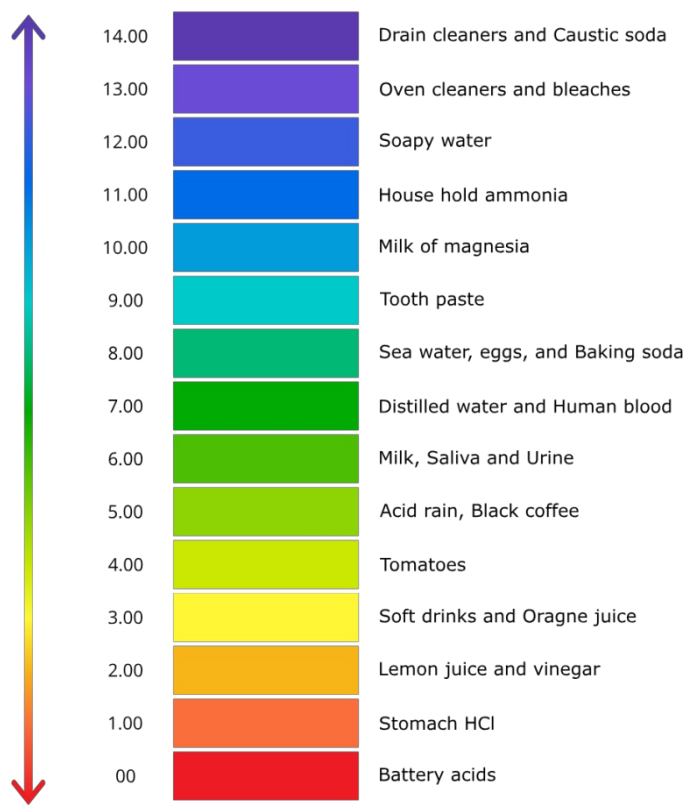 14.00 Drain cleaners and Caustic soda
13.00 Oven cleaners and bleaches
12.00 Soapy water
11.00 House hold ammonia
10.00 Milk of magnesia
9.00 Tooth paste
8.00 Sea water, eggs, and Baking soda
7.00 Distilled water and Human blood
6.00 Milk, Saliva and Urine
5.00 Acid rain, Black coffee
4.00 Tomatoes
3.00 Soft drinks and Oragne juice
2.00 Lemon juice and vinegar
1.00 Stomach HCl
00 Battery acids